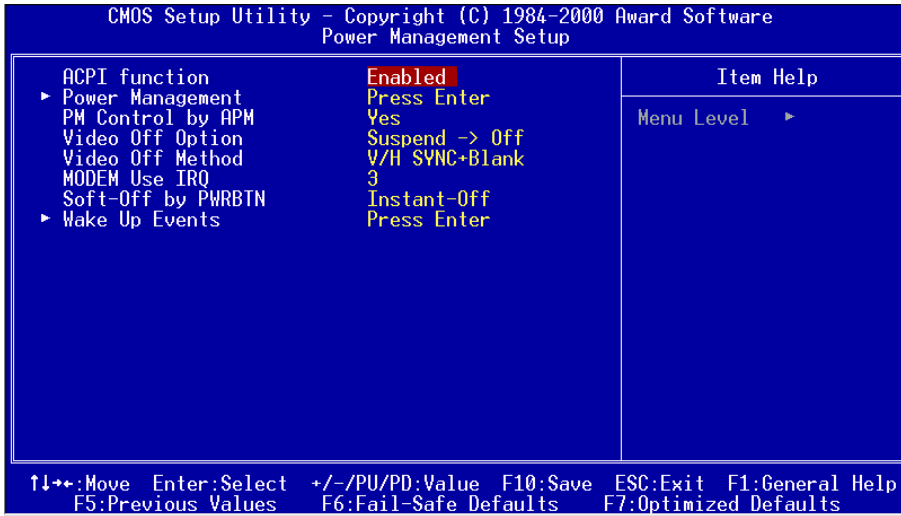 CMOS Setup Utility - Copyright (C) 1984-2000 Award Software
Power Management Setup
ACPI function Enabled
► Power Management Press Enter
PM Control by APM Yes
Video Off Option Suspend -> Off
Video Off Method V/H SYNC+Blank
MODEM Use IRQ 3
Soft-Off by PWRBTN Instant-Off
► Wake Up Events Press Enter
Item Help
Menu Level ►
↑↓→←:Move Enter:Select +/-/PU/PD:Value F10:Save ESC:Exit F1:General Help
F5:Previous Values F6:Fail-Safe Defaults F7:Optimized Defaults